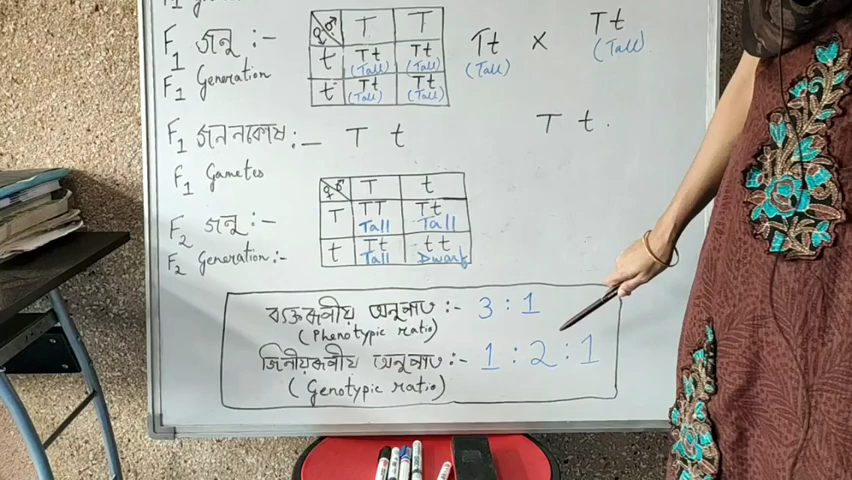 F1 জনু :-
F1 Generation
♀ ♂ T T
t Tt (Tall) Tt (Tall)
t Tt (Tall) Tt (Tall)
Tt (Tall) × Tt (Tall)
F1 জননকোষ :- T t T t.
F1 Gametes
F2 জনু :-
F2 Generation :-
♀ ♂ T t
T TT Tall Tt Tall
t Tt Tall tt Dwarf
ব্যক্তৰূপীয় অনুপাত :- 3 : 1
(Phenotypic ratio)
জিনীয়ৰূপীয় অনুপাত :- 1 : 2 : 1
(Genotypic ratio)